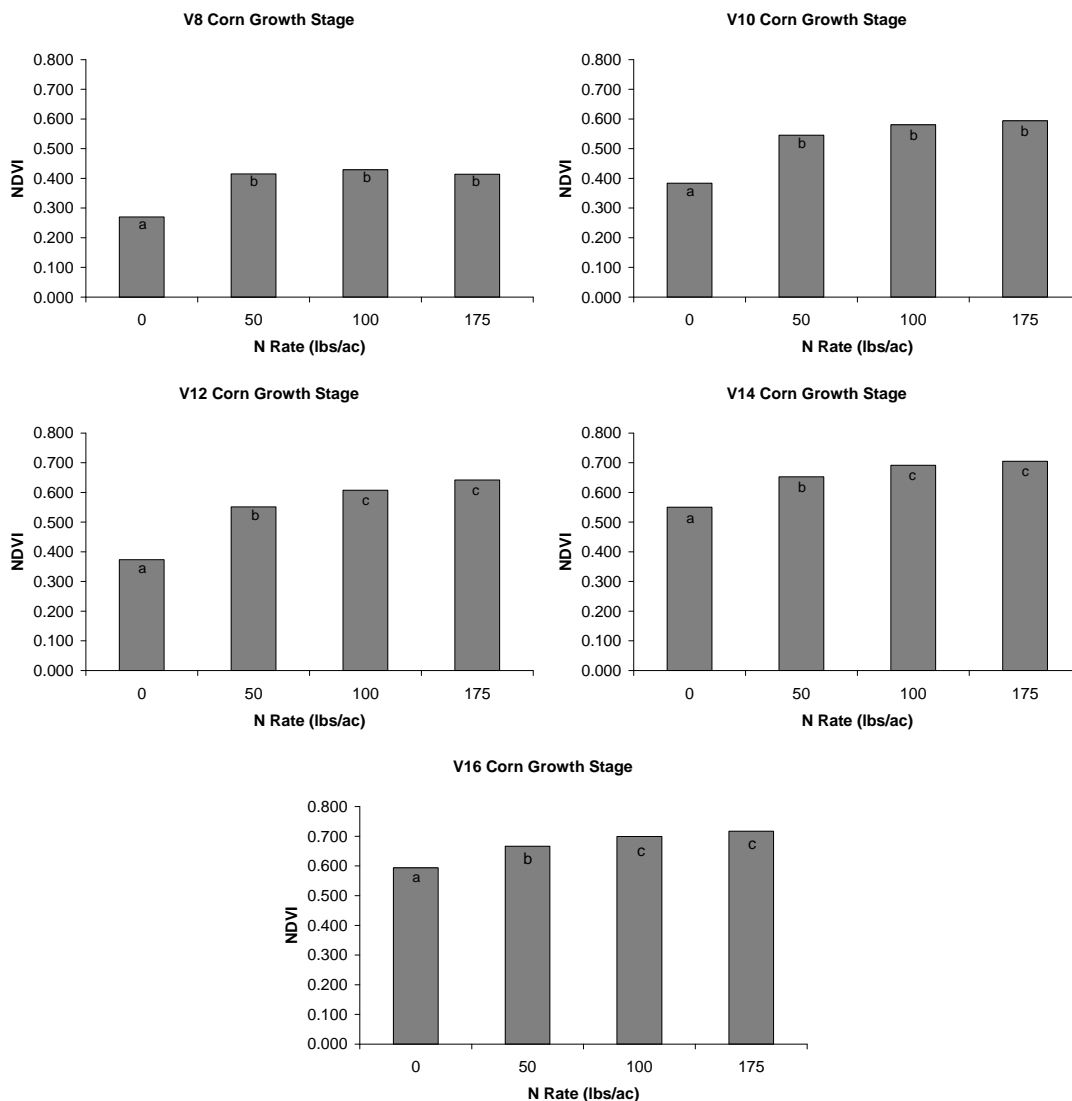 V8 Corn Growth Stage
0.800
0.700
0.600
0.500
0.400
0.300
0.200
0.100
0.000
NDVI
a
b
b
b
0 50 100 175
N Rate (lbs/ac)
V10 Corn Growth Stage
0.800
0.700
0.600
0.500
0.400
0.300
0.200
0.100
0.000
NDVI
a
b
b
b
0 50 100 175
N Rate (lbs/ac)
V12 Corn Growth Stage
0.800
0.700
0.600
0.500
0.400
0.300
0.200
0.100
0.000
NDVI
a
b
c
c
0 50 100 175
N Rate (lbs/ac)
V14 Corn Growth Stage
0.800
0.700
0.600
0.500
0.400
0.300
0.200
0.100
0.000
NDVI
a
b
c
c
0 50 100 175
N Rate (lbs/ac)
V16 Corn Growth Stage
0.800
0.700
0.600
0.500
0.400
0.300
0.200
0.100
0.000
NDVI
a
b
c
c
0 50 100 175
N Rate (lbs/ac)